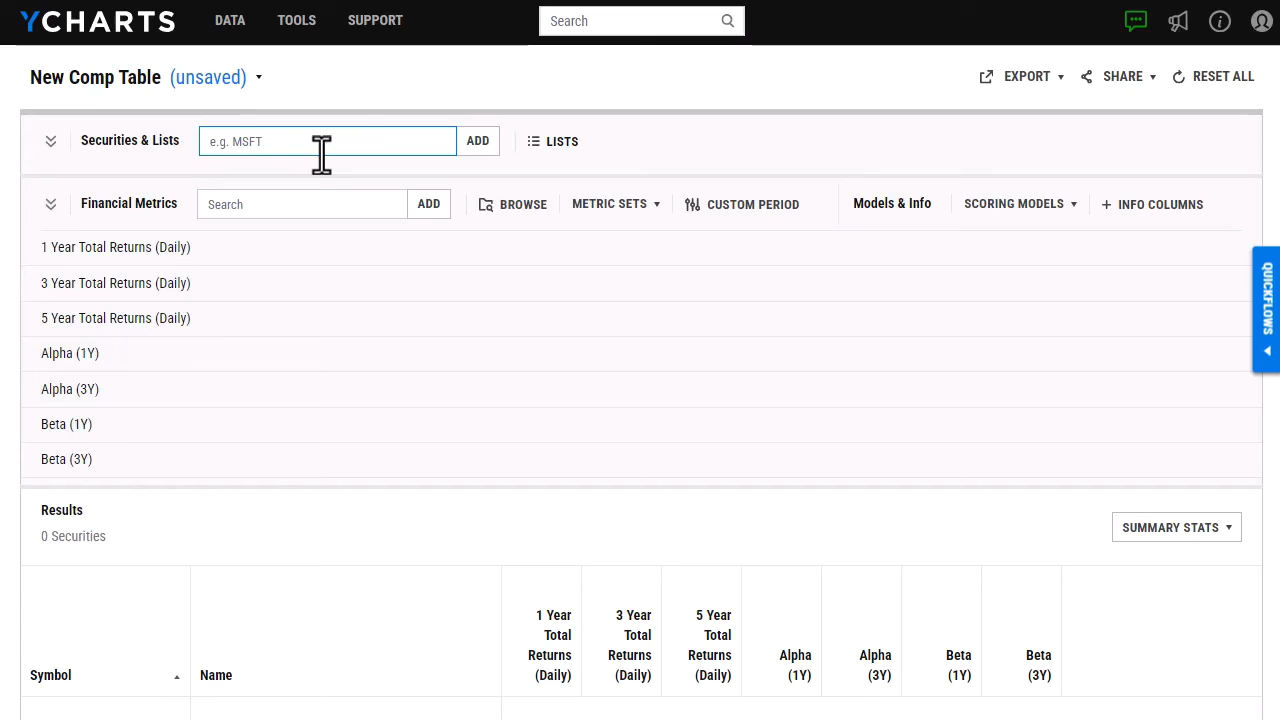 YCHARTS
DATA
TOOLS
SUPPORT
Search
New Comp Table (unsaved)
EXPORT
SHARE
RESET ALL
Securities & Lists
e.g. MSFT
ADD
LISTS
Financial Metrics
Search
ADD
BROWSE
METRIC SETS
CUSTOM PERIOD
Models & Info
SCORING MODELS
INFO COLUMNS
1 Year Total Returns (Daily)
3 Year Total Returns (Daily)
5 Year Total Returns (Daily)
Alpha (1Y)
Alpha (3Y)
Beta (1Y)
Beta (3Y)
QUICKFLOWS
Results
0 Securities
SUMMARY STATS
Symbol
Name
1 Year
Total
Returns
(Daily)
3 Year
Total
Returns
(Daily)
5 Year
Total
Returns
(Daily)
Alpha
(1Y)
Alpha
(3Y)
Beta
(1Y)
Beta
(3Y)